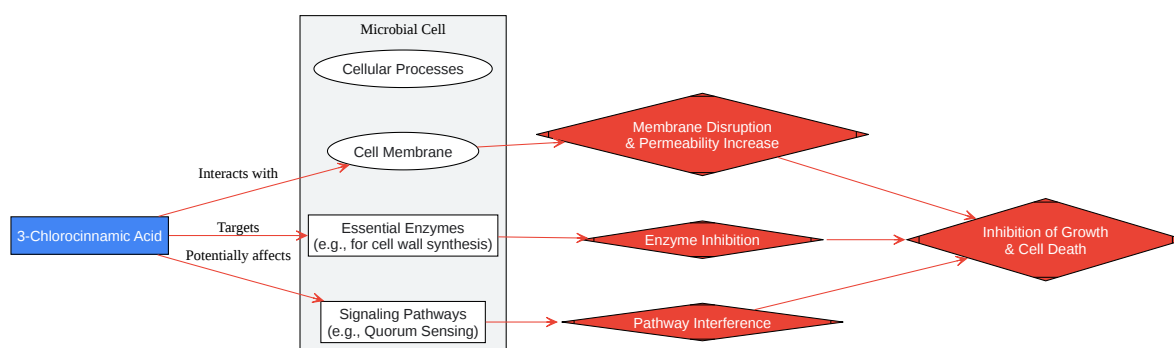 Microbial Cell
Cellular Processes
Cell Membrane
Membrane Disruption
& Permeability Increase
Interacts with
3-Chlorocinnamic Acid
Targets
Essential Enzymes
(e.g., for cell wall synthesis)
Enzyme Inhibition
Inhibition of Growth
& Cell Death
Potentially affects
Signaling Pathways
(e.g., Quorum Sensing)
Pathway Interference